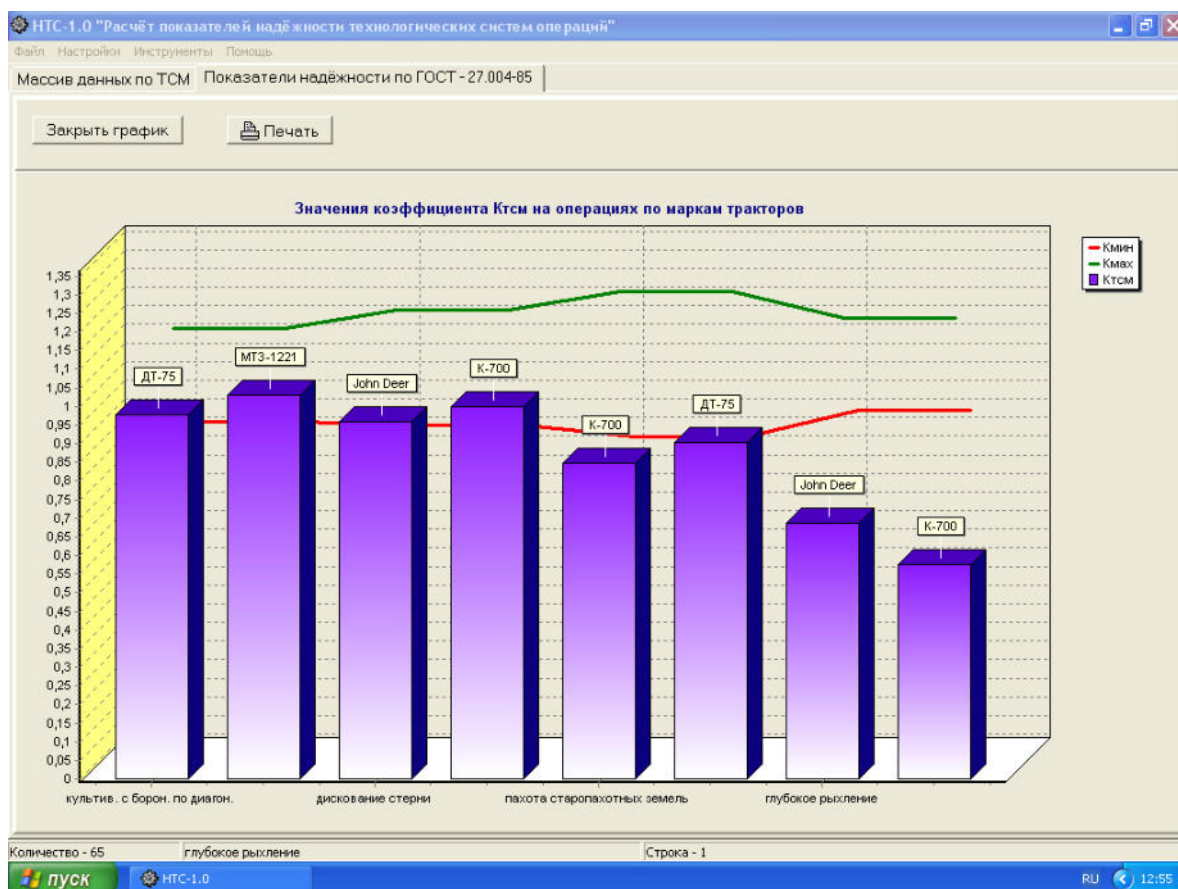 НТС-1.0 "Расчёт показателей надёжности технологических систем операций"
Файл Настройки Инструменты Помощь
Массив данных по ТСМ Показатели надёжности по ГОСТ - 27.004-85
Закрыть график Печать
Значения коэффициента Ктсм на операциях по маркам тракторов
Кмин
Кмах
Ктсм
1,35
1,3
1,25
1,2
1,15
1,1
1,05
1
0,95
0,9
0,85
0,8
0,75
0,7
0,65
0,6
0,55
0,5
0,45
0,4
0,35
0,3
0,25
0,2
0,15
0,1
0,05
0
ДТ-75
МТЗ-1221
John Deer
К-700
К-700
ДТ-75
John Deer
К-700
культив. с борон. по диагон. дискование стерни пахота старопахотных земель глубокое рыхление
Количество - 65 глубокое рыхление Строка - 1
пуск НТС-1.0 RU 12:55